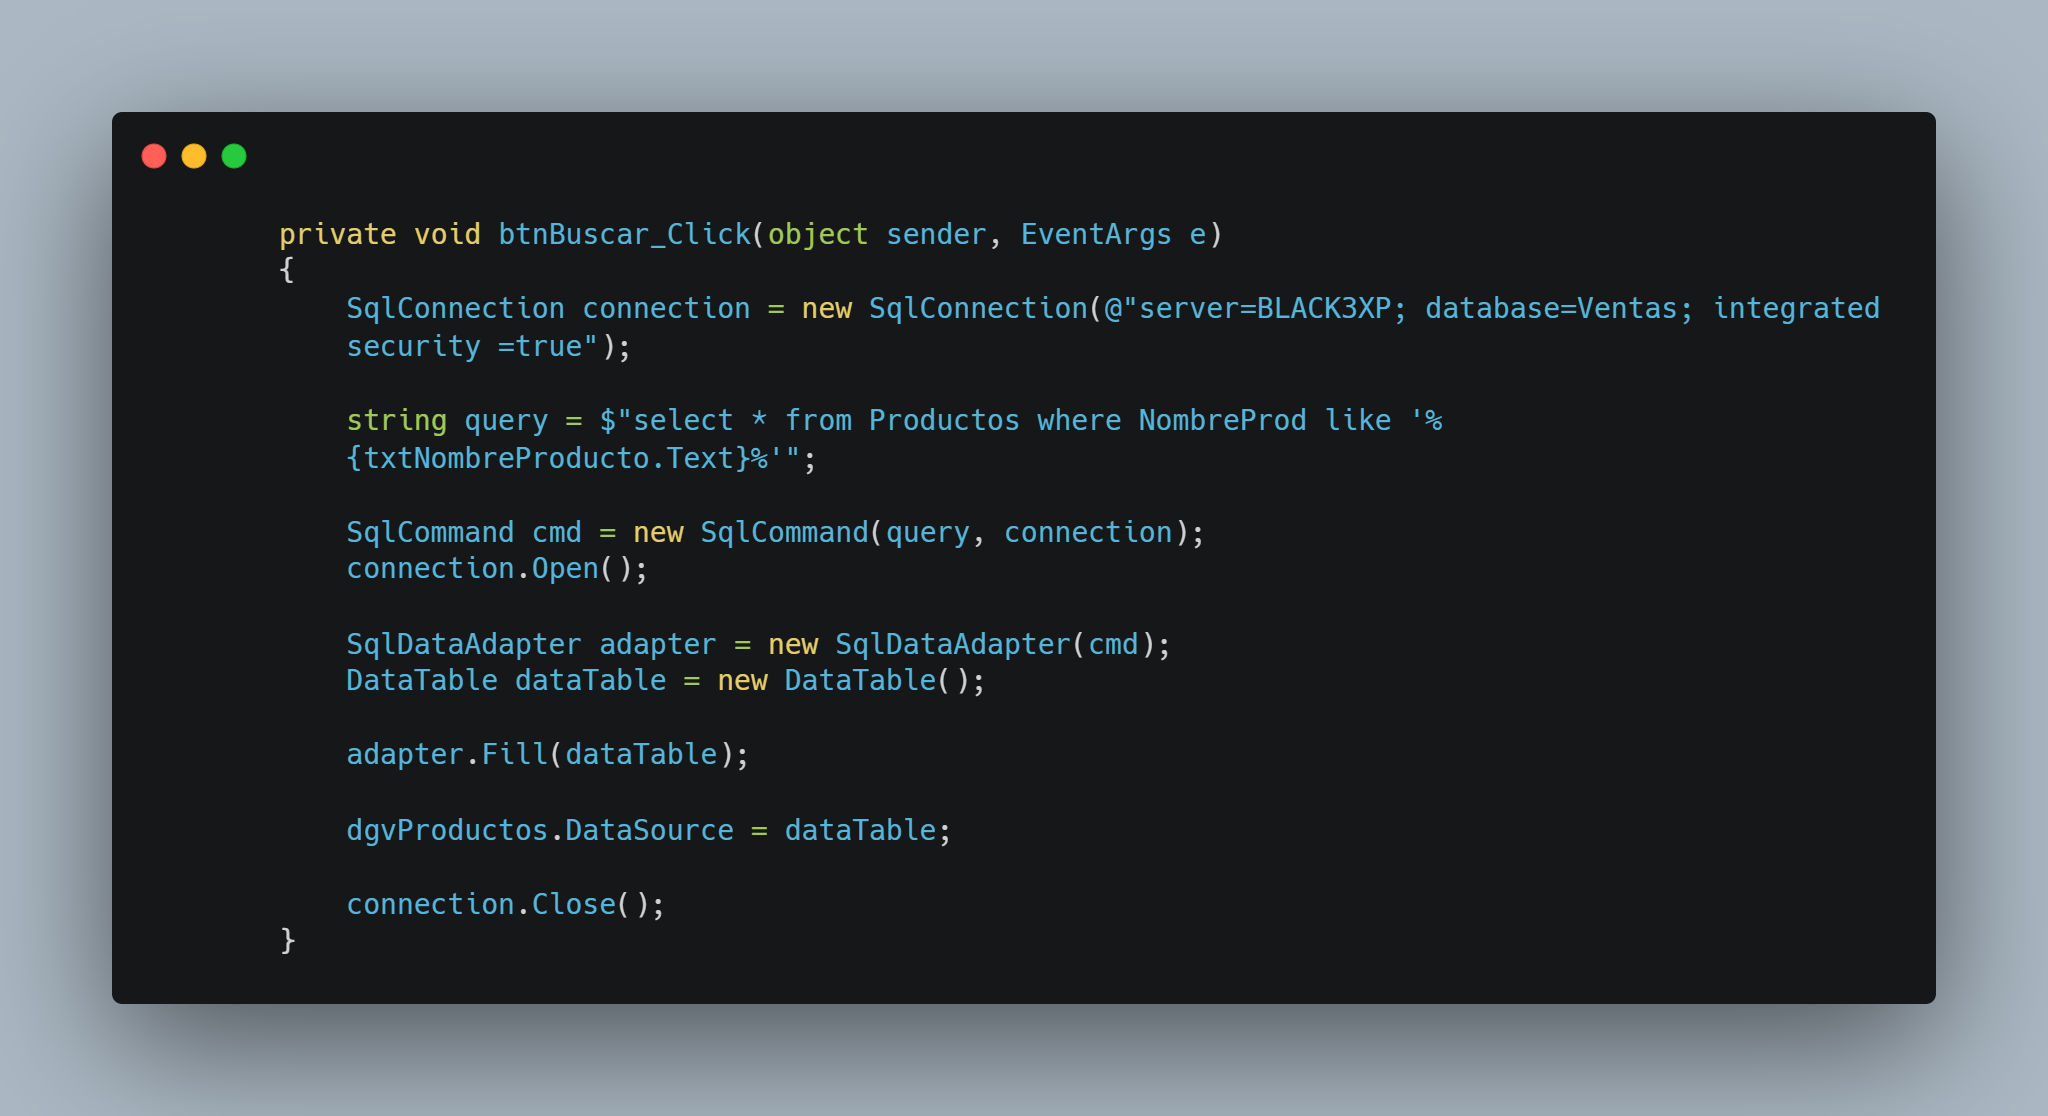 private void btnBuscar_Click(object sender, EventArgs e)
{
SqlConnection connection = new SqlConnection(@"server=BLACK3XP; database=Ventas; integrated
security =true");
string query = $"select * from Productos where NombreProd like '%
{txtNombreProducto.Text}%'";
SqlCommand cmd = new SqlCommand(query, connection);
connection.Open();
SqlDataAdapter adapter = new SqlDataAdapter(cmd);
DataTable dataTable = new DataTable();
adapter.Fill(dataTable);
dgvProductos.DataSource = dataTable;
connection.Close();
}